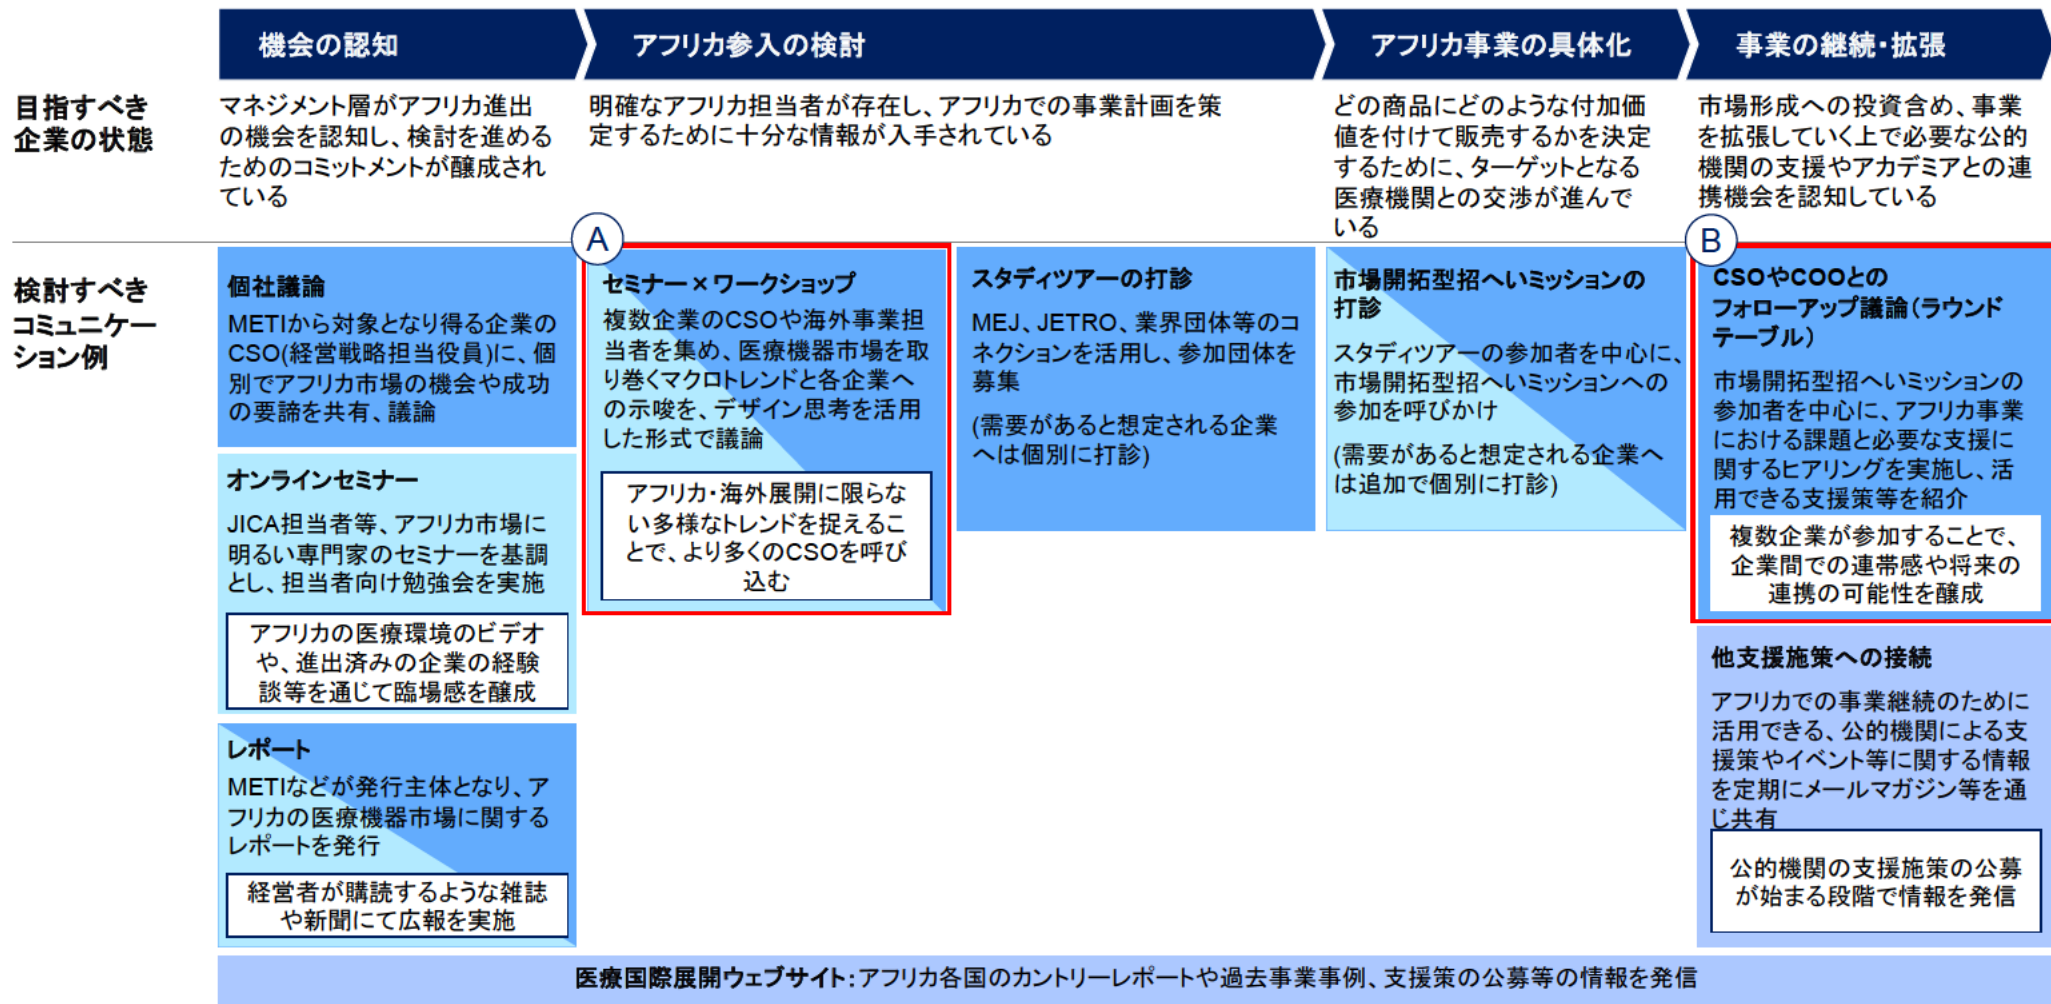 機会の認知
アフリカ参入の検討
アフリカ事業の具体化
事業の継続・拡張
目指すべき
企業の状態
マネジメント層がアフリカ進出
の機会を認知し、検討を進める
ためのコミットメントが醸成され
ている
明確なアフリカ担当者が存在し、アフリカでの事業計画を策
定するために十分な情報が入手されている
どの商品にどのような付加価
値を付けて販売するかを決定
するために、ターゲットとなる
医療機関との交渉が進んで
いる
市場形成への投資含め、事業
を拡張していく上で必要な公的
機関の支援やアカデミアとの連
携機会を認知している
検討すべき
コミュニケー
ション例
個社議論
METIから対象となり得る企業の
CSO(経営戦略担当役員)に、個
別でアフリカ市場の機会や成功
の要諦を共有、議論
オンラインセミナー
JICA担当者等、アフリカ市場に
明るい専門家のセミナーを基調
とし、担当者向け勉強会を実施
アフリカの医療環境のビデオ
や、進出済みの企業の経験
談等を通じて臨場感を醸成
レポート
METIなどが発行主体となり、ア
フリカの医療機器市場に関する
レポートを発行
経営者が購読するような雑誌
や新聞にて広報を実施
A
セミナー×ワークショップ
複数企業のCSOや海外事業担
当者を集め、医療機器市場を取
り巻くマクロトレンドと各企業へ
の示唆を、デザイン思考を活用
した形式で議論
アフリカ・海外展開に限らな
い多様なトレンドを捉えるこ
とで、より多くのCSOを呼び
込む
スタディツアーの打診
MEJ、JETRO、業界団体等のコ
ネクションを活用し、参加団体を
募集
(需要があると想定される企業
へは個別に打診)
市場開拓型招へいミッションの
打診
スタディツアーの参加者を中心に、
市場開拓型招へいミッションへの
参加を呼びかけ
(需要があると想定される企業へ
は追加で個別に打診)
B
CSOやCOOとの
フォローアップ議論(ラウンド
テーブル)
市場開拓型招へいミッションの
参加者を中心に、アフリカ事業
における課題と必要な支援に
関するヒアリングを実施し、活
用できる支援策等を紹介
複数企業が参加することで、
企業間での連帯感や将来の
連携の可能性を醸成
他支援施策への接続
アフリカでの事業継続のために
活用できる、公的機関による支
援策やイベント等に関する情報
を定期にメールマガジン等を通
じ共有
公的機関の支援施策の公募
が始まる段階で情報を発信
医療国際展開ウェブサイト：アフリカ各国のカントリーレポートや過去事業事例、支援策の公募等の情報を発信